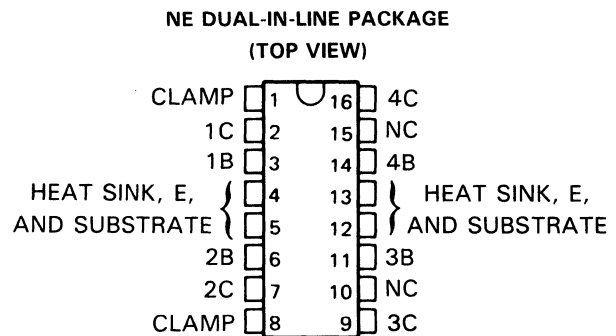 NE DUAL-IN-LINE PACKAGE
(TOP VIEW)
CLAMP 1 16 4C
1C 2 15 NC
1B 3 14 4B
HEAT SINK, E, 4 13 HEAT SINK, E,
AND SUBSTRATE 5 12 AND SUBSTRATE
2B 6 11 3B
2C 7 10 NC
CLAMP 8 9 3C